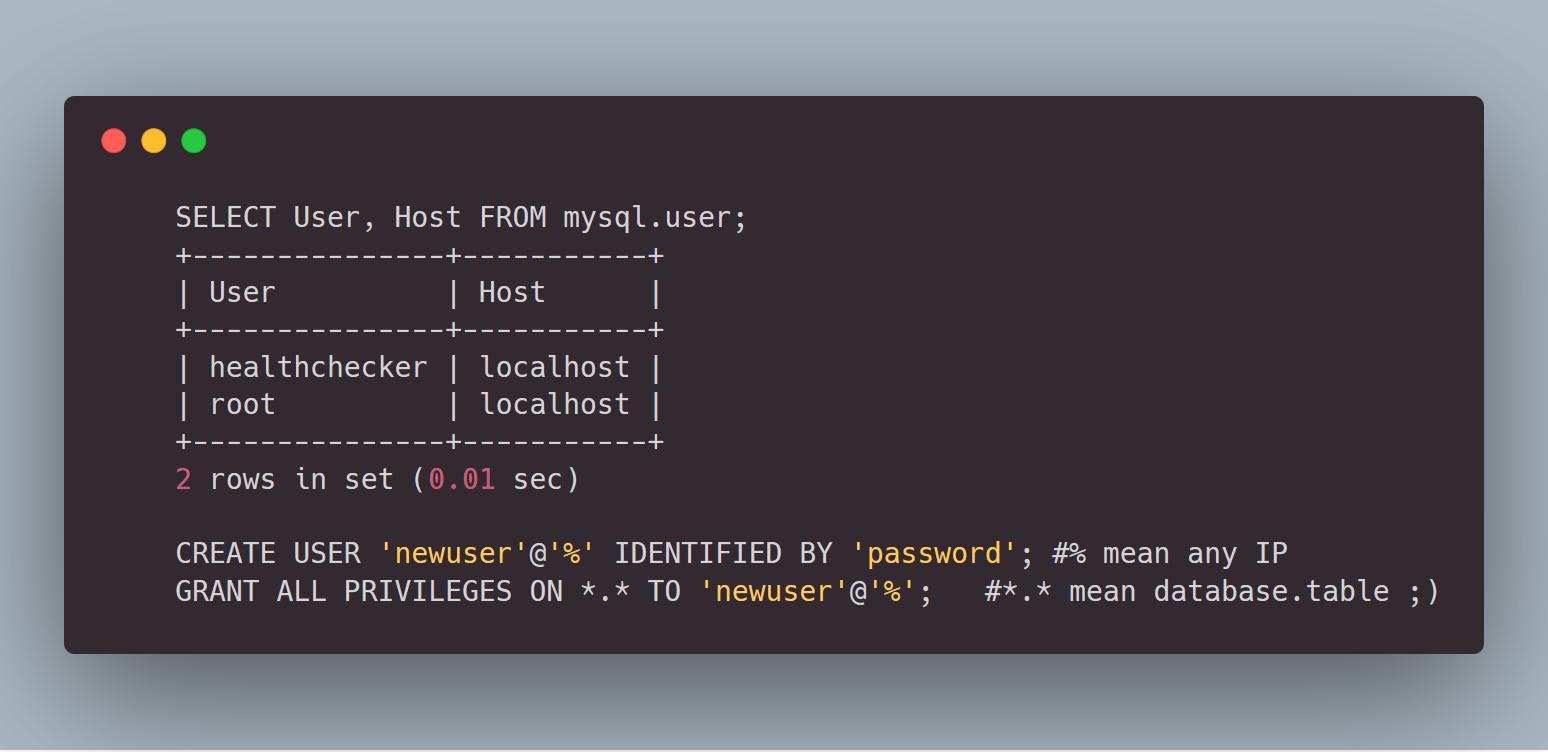 SELECT User, Host FROM mysql.user;
+---------------+-----------+
| User          | Host      |
+---------------+-----------+
| healthchecker | localhost |
| root          | localhost |
+---------------+-----------+
2 rows in set (0.01 sec)
CREATE USER 'newuser'@'%' IDENTIFIED BY 'password'; #% mean any IP
GRANT ALL PRIVILEGES ON *.* TO 'newuser'@'%';   #*.* mean database.table ;)